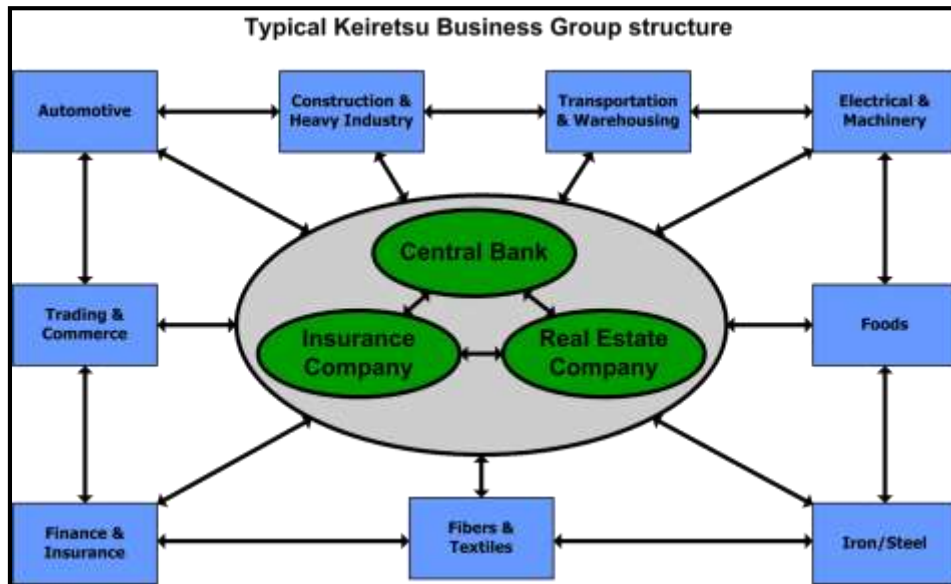 Typical Keiretsu Business Group structure
Automotive
Construction &
Heavy Industry
Transportation
& Warehousing
Electrical &
Machinery
Central Bank
Trading &
Commerce
Insurance
Company
Real Estate
Company
Foods
Finance &
Insurance
Fibers &
Textiles
Iron/Steel